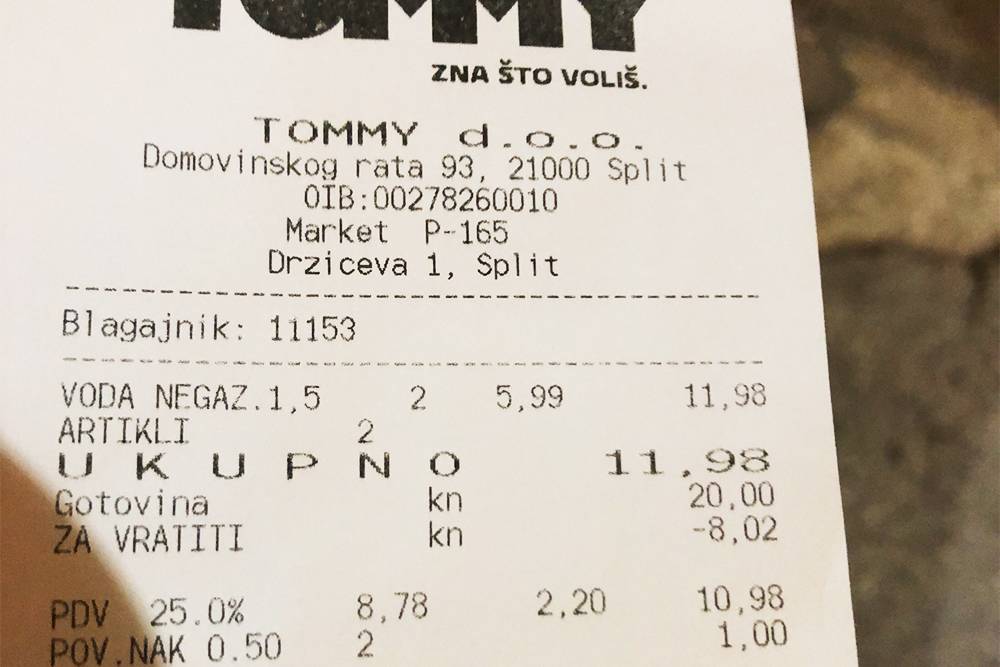 TOMMY
ZNA ŠTO VOLIŠ.
TOMMY d.o.o.
Domovinskog rata 93, 21000 Split
OIB:00278260010
Market P-165
Drziceva 1, Split
Blagajnik: 11153
VODA NEGAZ.1,5 2 5,99 11,98
ARTIKLI 2
UKUPNO 11,98
Gotovina kn 20,00
ZA VRATITI kn -8,02
PDV 25.0% 8,78 2,20 10,98
POV.NAK 0.50 2 1,00